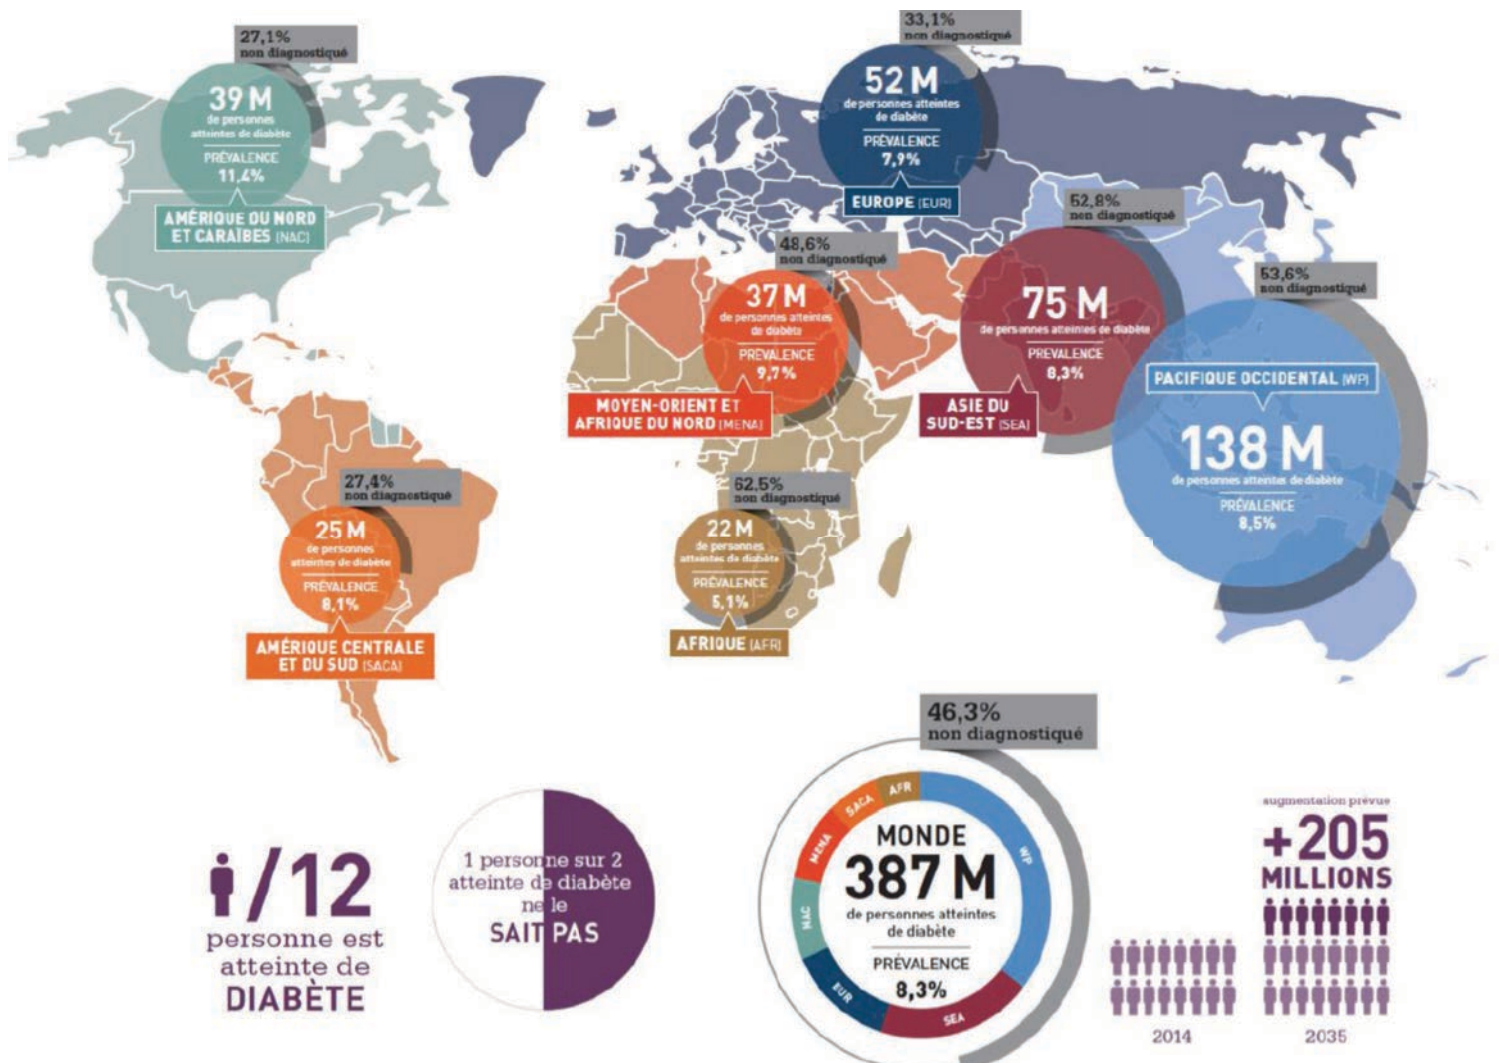 27,1%
non diagnostiqué
39 M
de personnes
atteintes de diabète
PRÉVALENCE
11,4%
AMÉRIQUE DU NORD
ET CARAÏBES (NAC)
33,1%
non diagnostiqué
52 M
de personnes atteintes
de diabète
PRÉVALENCE
7,9%
EUROPE (EUR)
48,6%
non diagnostiqué
37 M
de personnes atteintes
de diabète
PRÉVALENCE
9,7%
MOYEN-ORIENT ET
AFRIQUE DU NORD (MENA)
52,8%
non diagnostiqué
75 M
de personnes atteintes de diabète
PRÉVALENCE
8,3%
ASIE DU
SUD-EST (SEA)
53,6%
non diagnostiqué
PACIFIQUE OCCIDENTAL (WP)
138 M
de personnes atteintes de diabète
PRÉVALENCE
8,5%
27,4%
non diagnostiqué
25 M
de personnes
atteintes de diabète
PRÉVALENCE
8,1%
AMÉRIQUE CENTRALE
ET DU SUD (SACA)
62,5%
non diagnostiqué
22 M
de personnes
atteintes de diabète
PRÉVALENCE
5,1%
AFRIQUE (AFR)
/12
personne est
atteinte de
DIABÈTE
1 personne sur 2
atteinte de diabète
ne le
SAIT PAS
46,3%
non diagnostiqué
AFR
SACA
MENA
NAC
EUR
SEA
WP
MONDE
387 M
de personnes atteintes
de diabète
PRÉVALENCE
8,3%
augmentation prévue
+205
MILLIONS
2014
2035